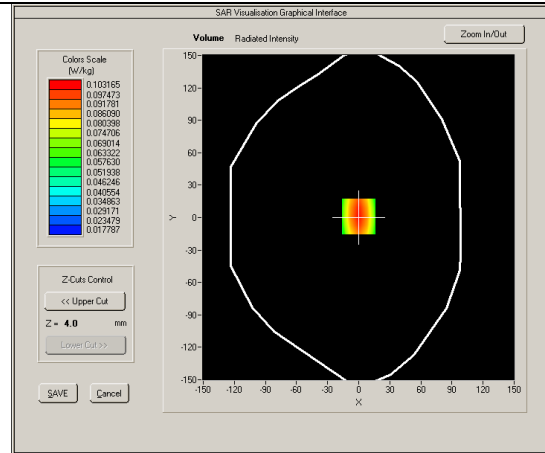 SAR Visualisation Graphical Interface
Volume Radiated Intensity
Zoom In/Out
Colors Scale
(W/kg)
0.103165
0.097473
0.091781
0.086090
0.080398
0.074706
0.069014
0.063322
0.057630
0.051938
0.046246
0.040554
0.034863
0.029171
0.023479
0.017787
Z-Cuts Control
<< Upper Cut
Z = 4.0 mm
Lower Cut >>
SAVE Cancel
150-
120-
90-
60-
30-
Y 0-
-30-
-60-
-90-
-120-
-150-
-150 -120 -90 -60 -30 0 30 60 90 120 150
X